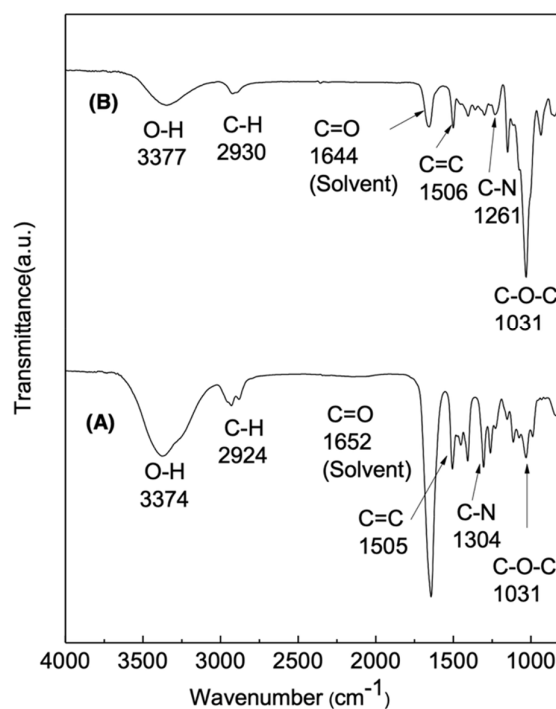 (B)
O-H
3377
C-H
2930
C=O
1644
(Solvent)
C=C
1506
C-N
1261
C-O-C
1031
Transmittance(a.u.)
(A)
O-H
3374
C-H
2924
C=O
1652
(Solvent)
C=C
1505
C-N
1304
C-O-C
1031
4000 3500 3000 2500 2000 1500 1000
Wavenumber (cm⁻¹)